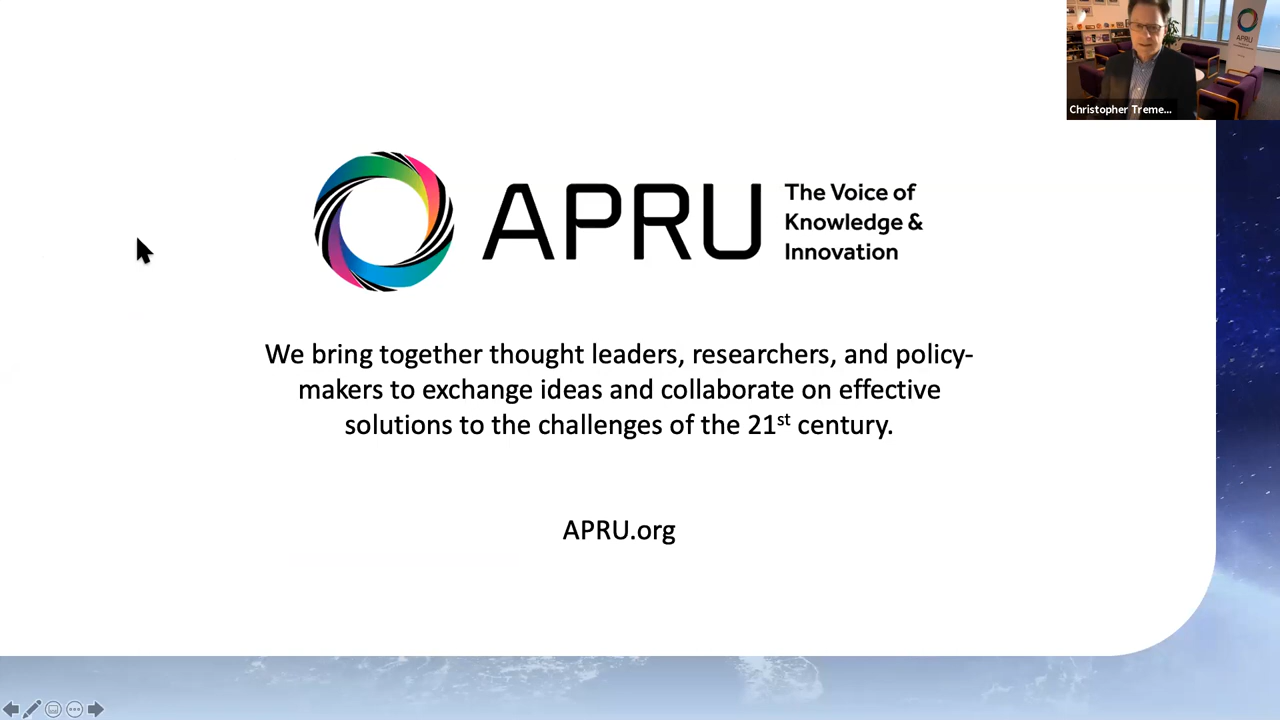 Christopher Treme...
APRU
APRU
The Voice of
Knowledge &
Innovation
We bring together thought leaders, researchers, and policy-
makers to exchange ideas and collaborate on effective
solutions to the challenges of the 21st century.
APRU.org